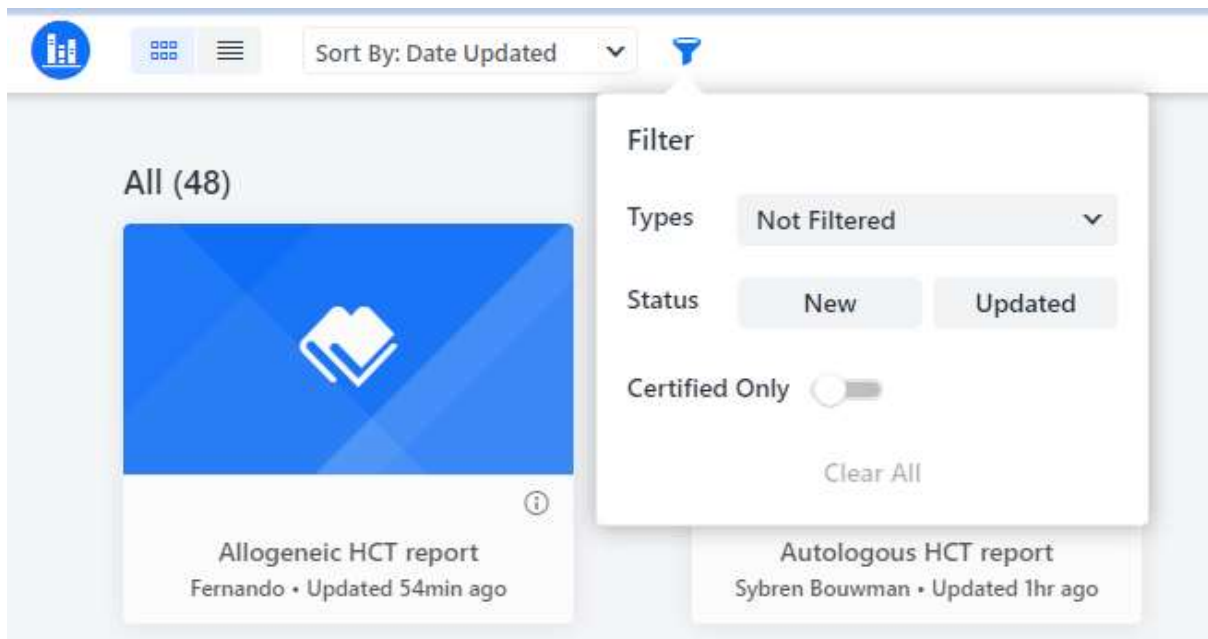 Sort By: Date Updated
Filter
All (48)
Types
Not Filtered
Status
New
Updated
Certified Only
Clear All
Allogeneic HCT report
Fernando • Updated 54min ago
Autologous HCT report
Sybren Bouwman • Updated 1hr ago